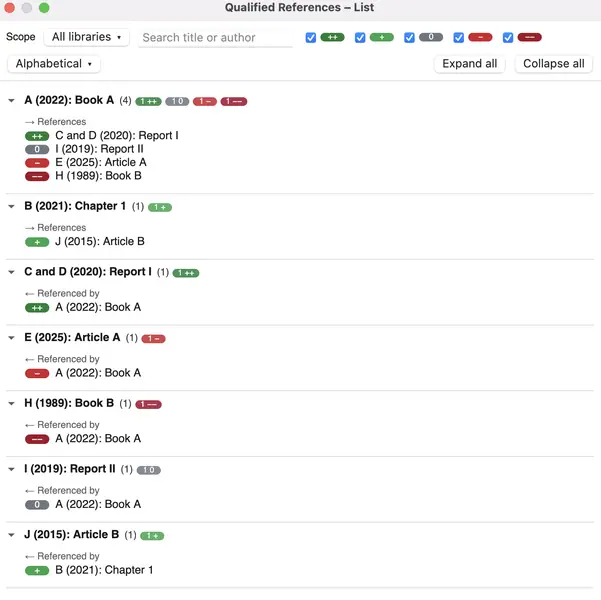 Qualified References – List
Scope All libraries Search title or author ++ + 0 – ––
Alphabetical Expand all Collapse all
A (2022): Book A (4) 1 ++ 1 0 1 – 1 ––
→ References
++ C and D (2020): Report I
0 I (2019): Report II
– E (2025): Article A
–– H (1989): Book B
B (2021): Chapter 1 (1) 1 +
→ References
+ J (2015): Article B
C and D (2020): Report I (1) 1 ++
← Referenced by
++ A (2022): Book A
E (2025): Article A (1) 1 –
← Referenced by
– A (2022): Book A
H (1989): Book B (1) 1 ––
← Referenced by
–– A (2022): Book A
I (2019): Report II (1) 1 0
← Referenced by
0 A (2022): Book A
J (2015): Article B (1) 1 +
← Referenced by
+ B (2021): Chapter 1